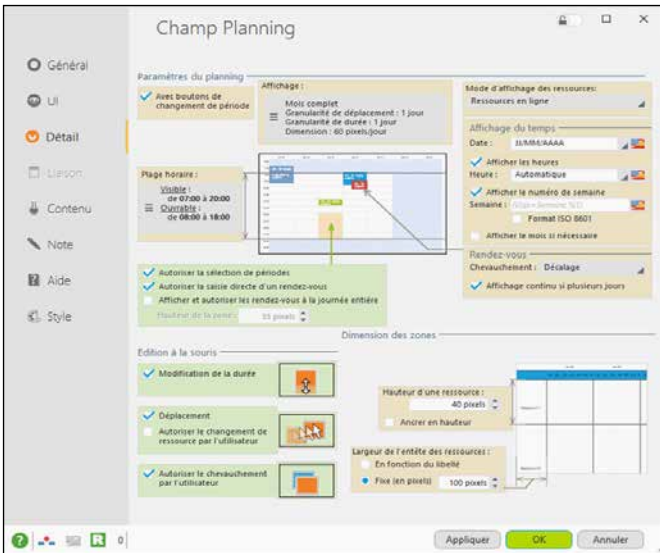 Champ Planning
Général
UI
Détail
Liaison
Contenu
Note
Aide
Style
Paramètres du planning
Avec boutons de
changement de période
Affichage :
Mois complet
Granularité de déplacement : 1 jour
Granularité de durée : 1 jour
Dimension : 60 pixels/jour
Mode d'affichage des ressources:
Ressources en ligne
Affichage du temps
Date : JJ/MM/AAAA
Afficher les heures
Heure : Automatique
Afficher le numéro de semaine
Semaine :
Format ISO 8601
Afficher le mois si nécessaire
Plage horaire :
Visible :
de 07:00 à 20:00
Ouvrable :
de 08:00 à 18:00
Rendez-vous
Chevauchement : Décalage
Affichage continu si plusieurs jours
Autoriser la sélection de périodes
Autoriser la saisie directe d'un rendez-vous
Afficher et autoriser les rendez-vous à la journée entière
Hauteur de la zone : 35 pixels
Dimension des zones
Edition à la souris
Modification de la durée
Déplacement
Autoriser le changement de
ressource par l'utilisateur
Autoriser le chevauchement
par l'utilisateur
Hauteur d'une ressource :
40 pixels
Ancrer en hauteur
Largeur de l'entête des ressources :
En fonction du libellé
Fixe (en pixels) 100 pixels
? R 0
Appliquer OK Annuler